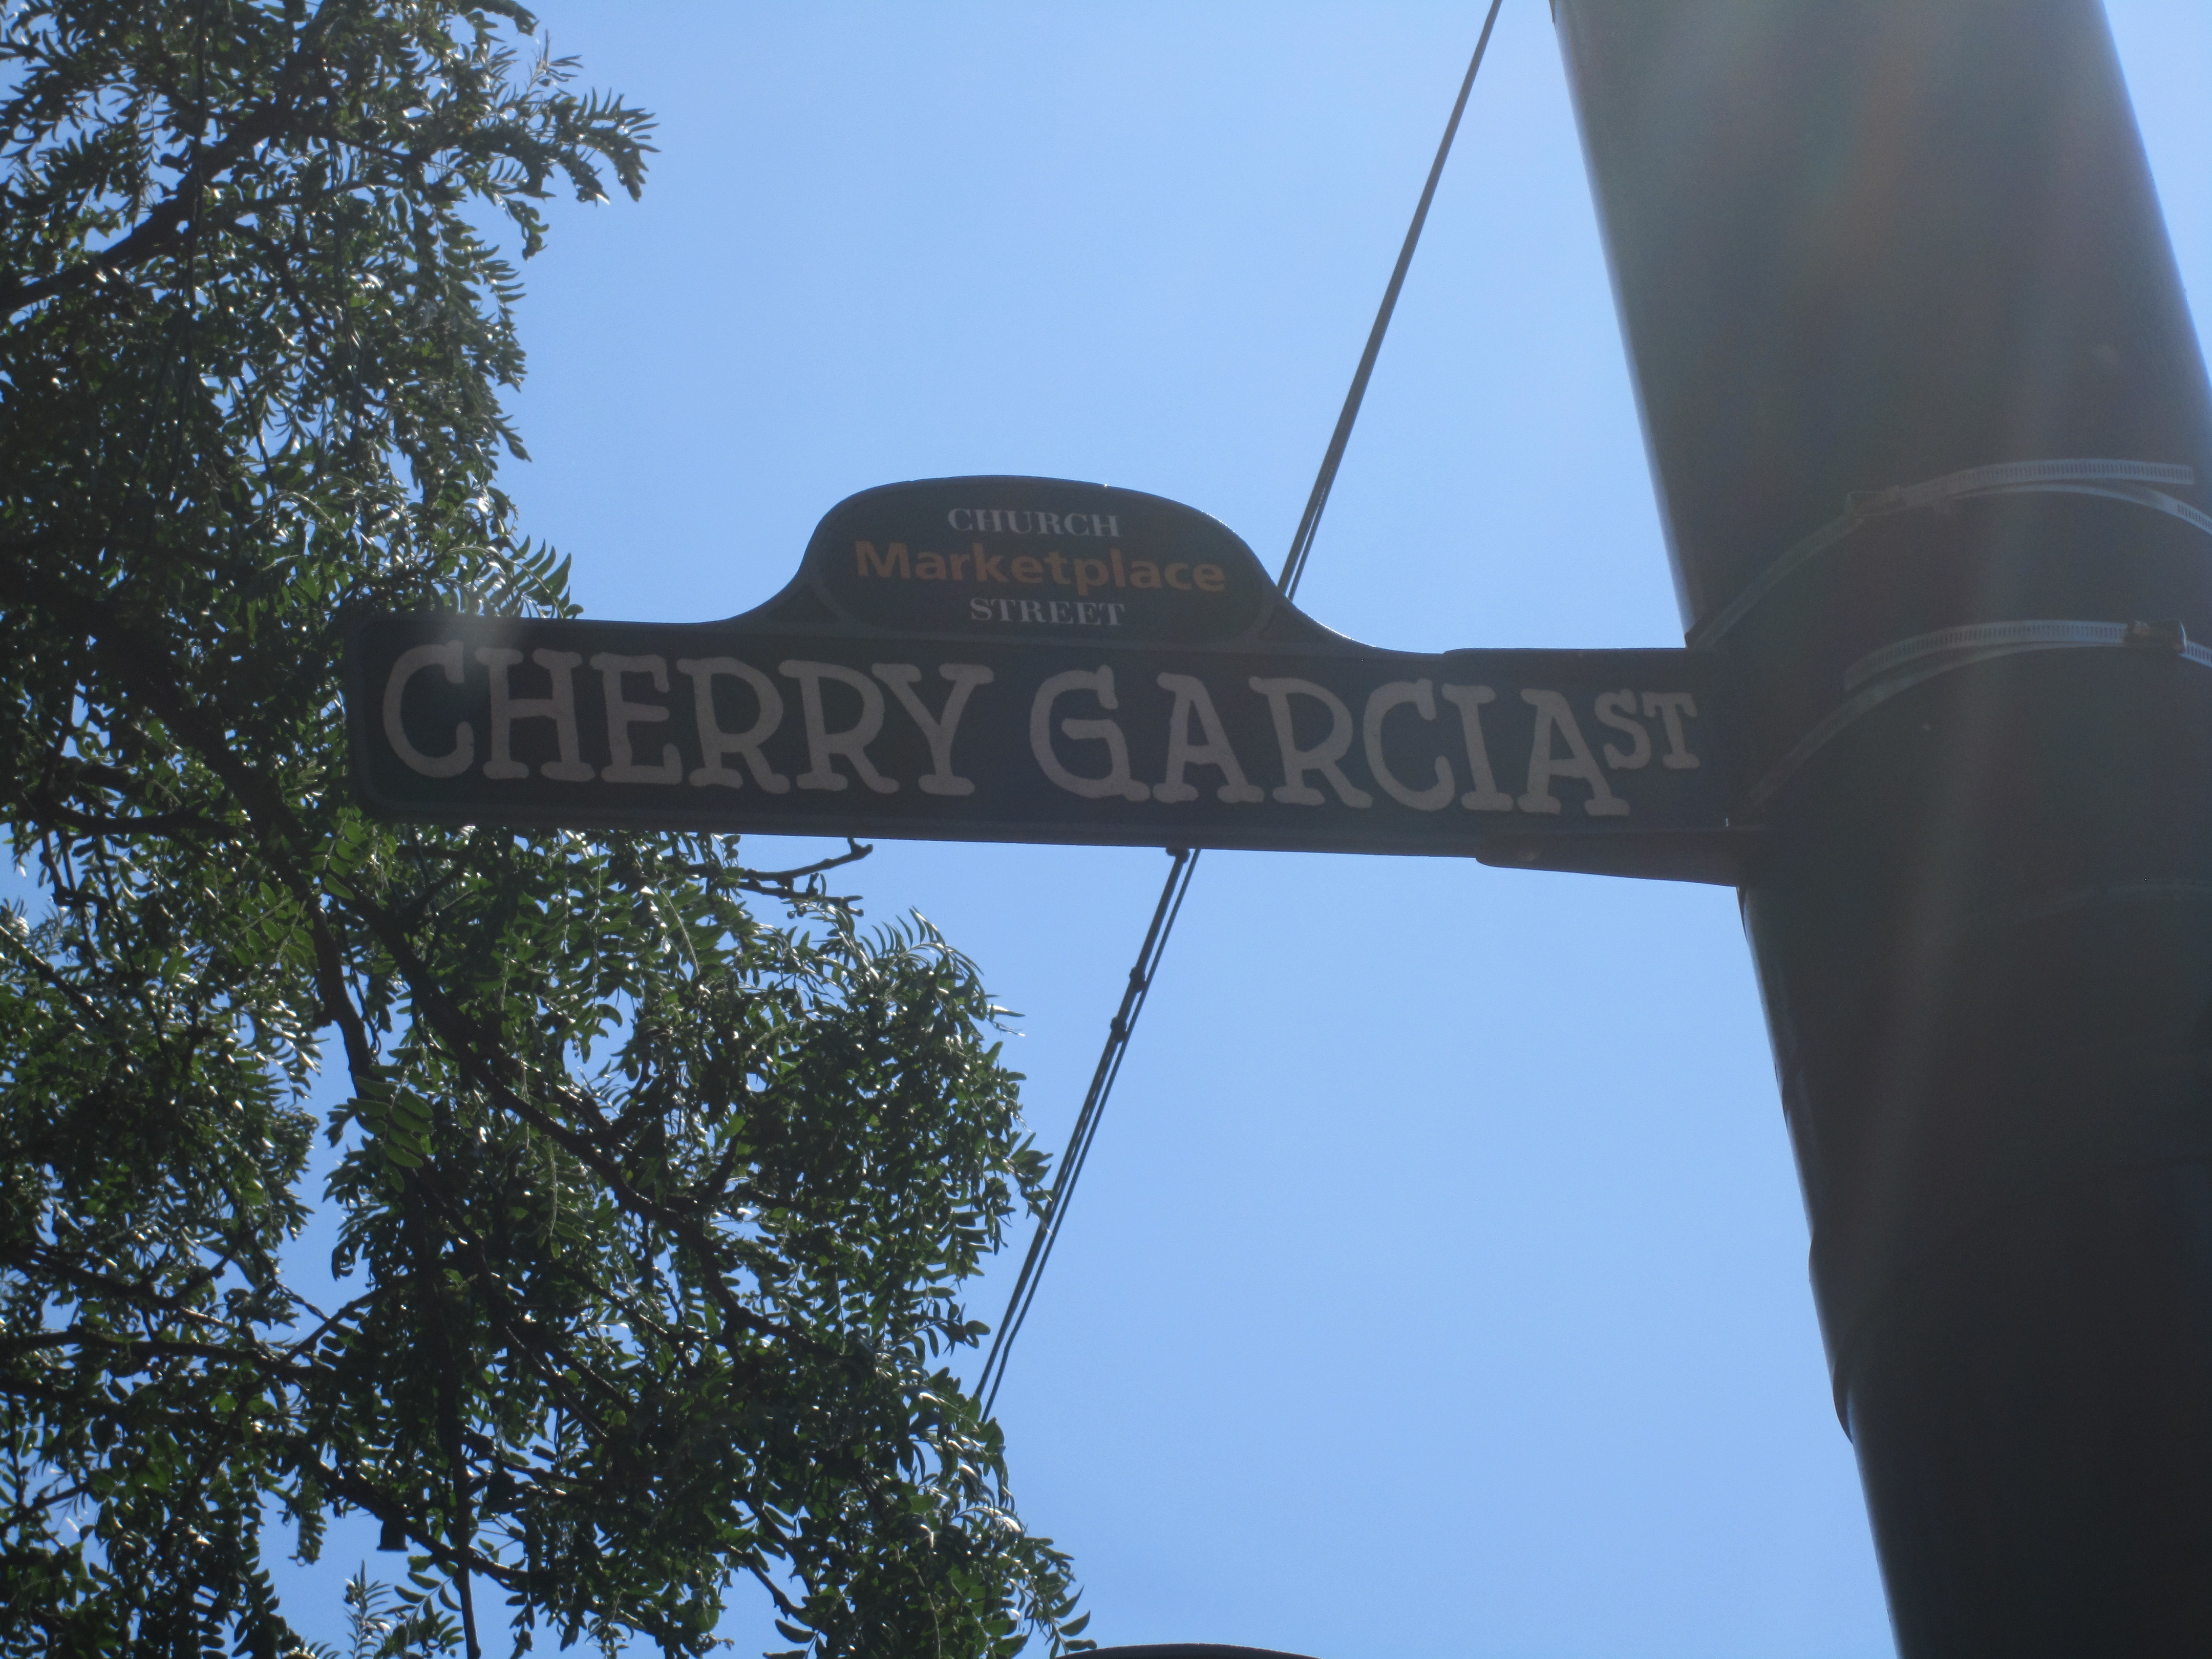 CHURCH
Marketplace
STREET
CHERRY GARCIA ST